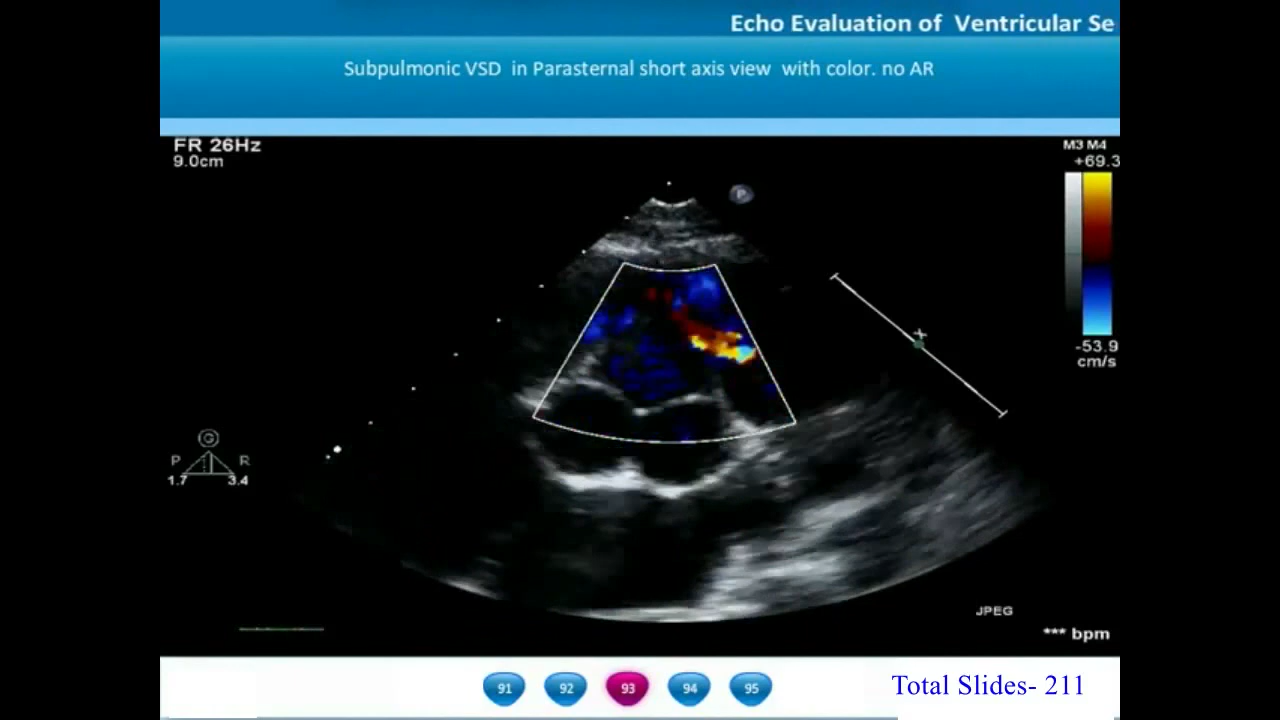 Echo Evaluation of Ventricular Se
Subpulmonic VSD in Parasternal short axis view with color. no AR
FR 26Hz
9.0cm
P
M3 M4
+69.3
-53.9
cm/s
x
G
P R
1.7 3.4
JPEG
*** bpm
91 92 93 94 95
Total Slides- 211